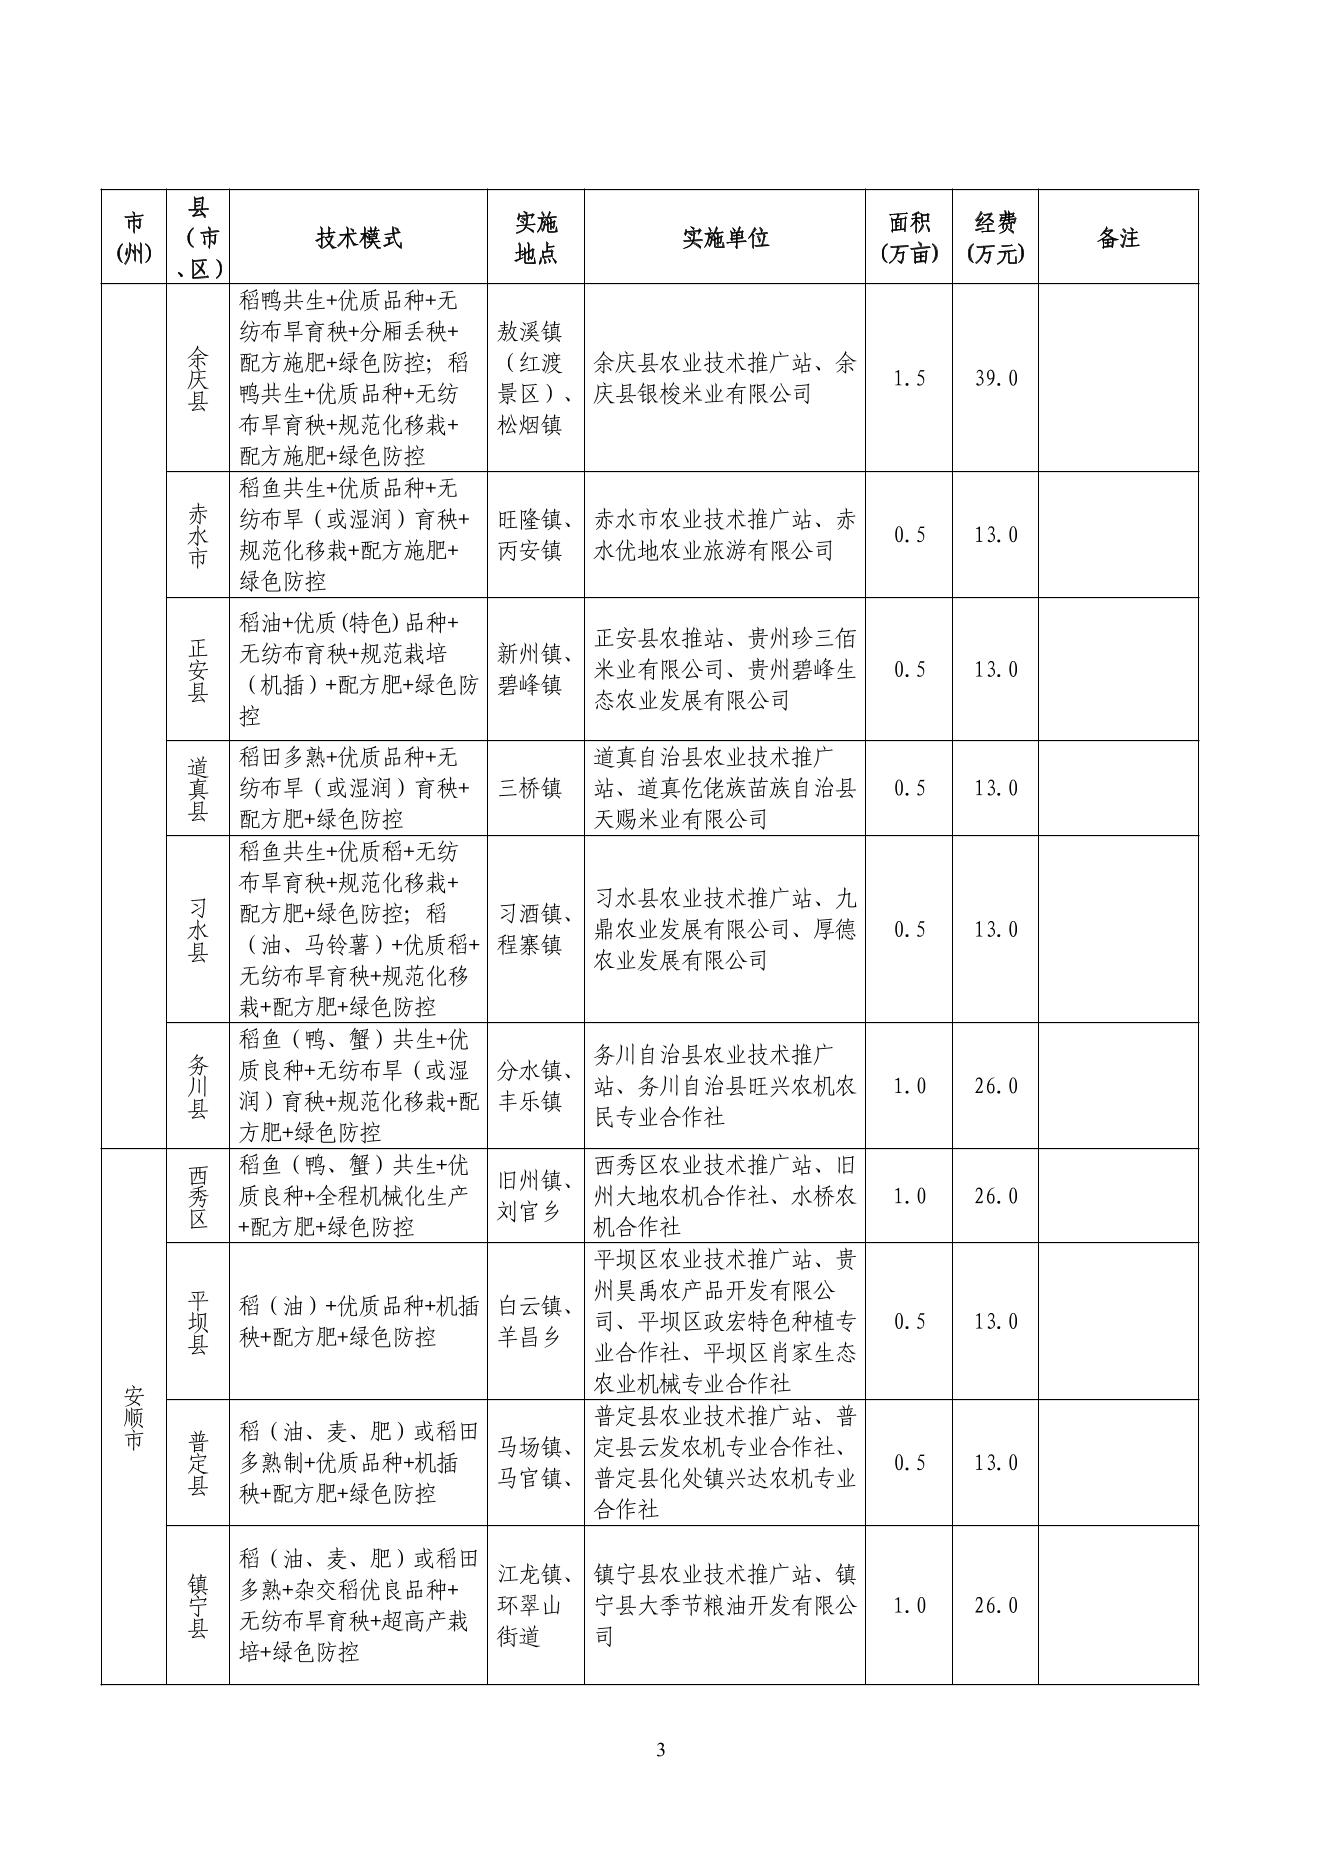 市
(州)
县
（市
、区）
技术模式
实施
地点
实施单位
面积
(万亩)
经费
(万元)
备注
余庆县
稻鸭共生+优质品种+无
纺布旱育秧+分厢丢秧+
配方施肥+绿色防控；稻
鸭共生+优质品种+无纺
布旱育秧+规范化移栽+
配方施肥+绿色防控
敖溪镇
（红渡
景区）、
松烟镇
余庆县农业技术推广站、余
庆县银梭米业有限公司
1.5
39.0
赤水市
稻鱼共生+优质品种+无
纺布旱（或湿润）育秧+
规范化移栽+配方施肥+
绿色防控
旺隆镇、
丙安镇
赤水市农业技术推广站、赤
水优地农业旅游有限公司
0.5
13.0
正安县
稻油+优质(特色)品种+
无纺布育秧+规范栽培
（机插）+配方肥+绿色防
控
新州镇、
碧峰镇
正安县农推站、贵州珍三佰
米业有限公司、贵州碧峰生
态农业发展有限公司
0.5
13.0
道真县
稻田多熟+优质品种+无
纺布旱（或湿润）育秧+
配方肥+绿色防控
三桥镇
道真自治县农业技术推广
站、道真仡佬族苗族自治县
天赐米业有限公司
0.5
13.0
习水县
稻鱼共生+优质稻+无纺
布旱育秧+规范化移栽+
配方肥+绿色防控；稻
（油、马铃薯）+优质稻+
无纺布旱育秧+规范化移
栽+配方肥+绿色防控
习酒镇、
程寨镇
习水县农业技术推广站、九
鼎农业发展有限公司、厚德
农业发展有限公司
0.5
13.0
务川县
稻鱼（鸭、蟹）共生+优
质良种+无纺布旱（或湿
润）育秧+规范化移栽+配
方肥+绿色防控
分水镇、
丰乐镇
务川自治县农业技术推广
站、务川自治县旺兴农机农
民专业合作社
1.0
26.0
安顺市
西秀区
稻鱼（鸭、蟹）共生+优
质良种+全程机械化生产
+配方肥+绿色防控
旧州镇、
刘官乡
西秀区农业技术推广站、旧
州大地农机合作社、水桥农
机合作社
1.0
26.0
平坝县
稻（油）+优质品种+机插
秧+配方肥+绿色防控
白云镇、
羊昌乡
平坝区农业技术推广站、贵
州昊禹农产品开发有限公
司、平坝区政宏特色种植专
业合作社、平坝区肖家生态
农业机械专业合作社
0.5
13.0
普定县
稻（油、麦、肥）或稻田
多熟制+优质品种+机插
秧+配方肥+绿色防控
马场镇、
马官镇、
普定县农业技术推广站、普
定县云发农机专业合作社、
普定县化处镇兴达农机专业
合作社
0.5
13.0
镇宁县
稻（油、麦、肥）或稻田
多熟+杂交稻优良品种+
无纺布旱育秧+超高产栽
培+绿色防控
江龙镇、
环翠山
街道
镇宁县农业技术推广站、镇
宁县大季节粮油开发有限公
司
1.0
26.0
3